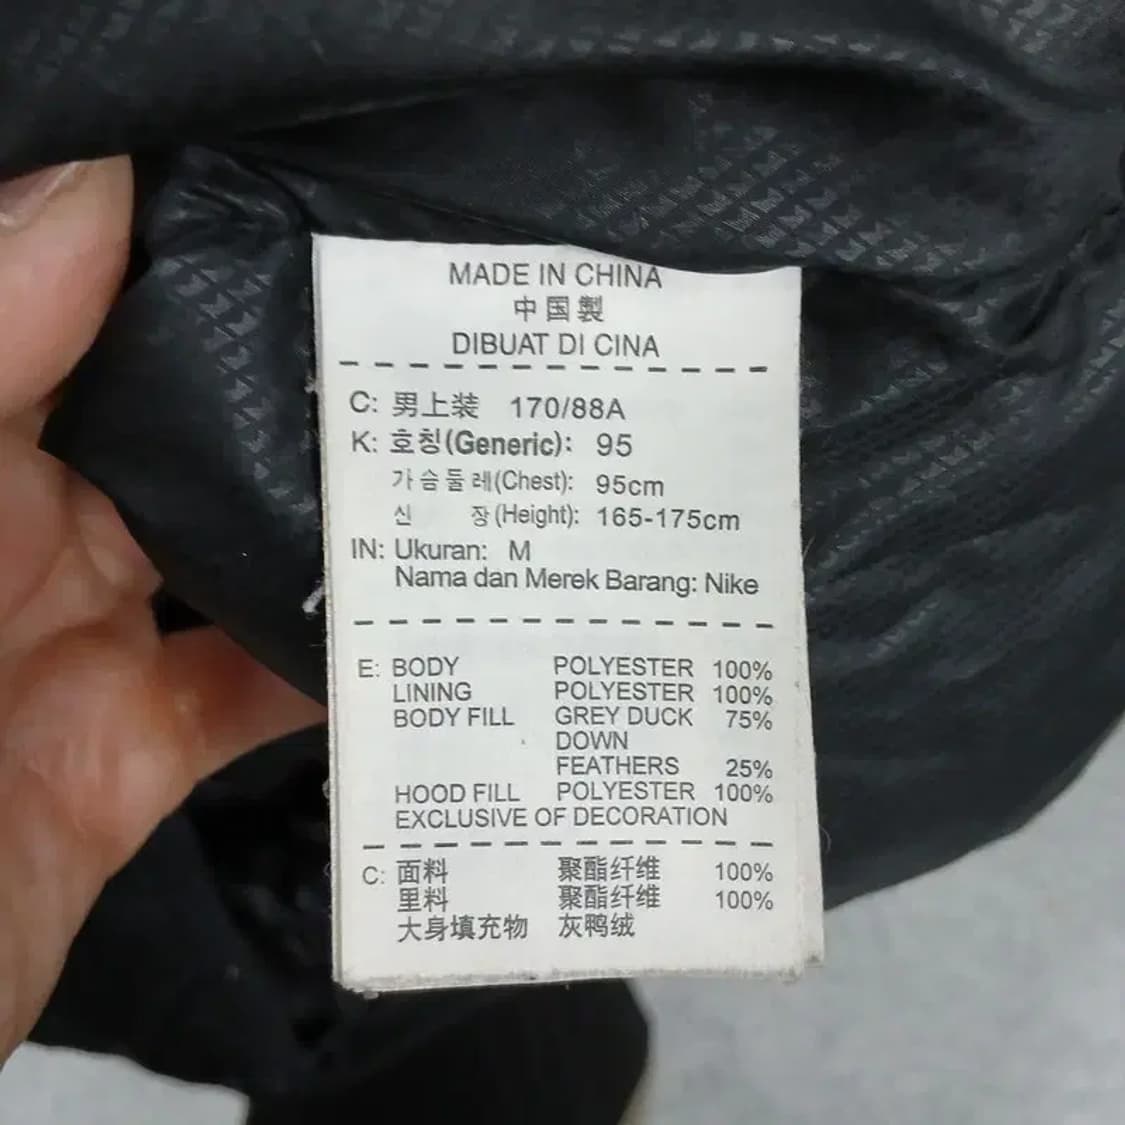 MADE IN CHINA
中国製
DIBUAT DI CINA
C: 男上装 170/88A
K: 호칭(Generic): 95
가슴둘레(Chest): 95cm
신 장(Height): 165-175cm
IN: Ukuran: M
Nama dan Merek Barang: Nike
E: BODY POLYESTER 100%
LINING POLYESTER 100%
BODY FILL GREY DUCK 75%
DOWN
FEATHERS 25%
HOOD FILL POLYESTER 100%
EXCLUSIVE OF DECORATION
C: 面料 聚酯纤维 100%
里料 聚酯纤维 100%
大身填充物 灰鸭绒